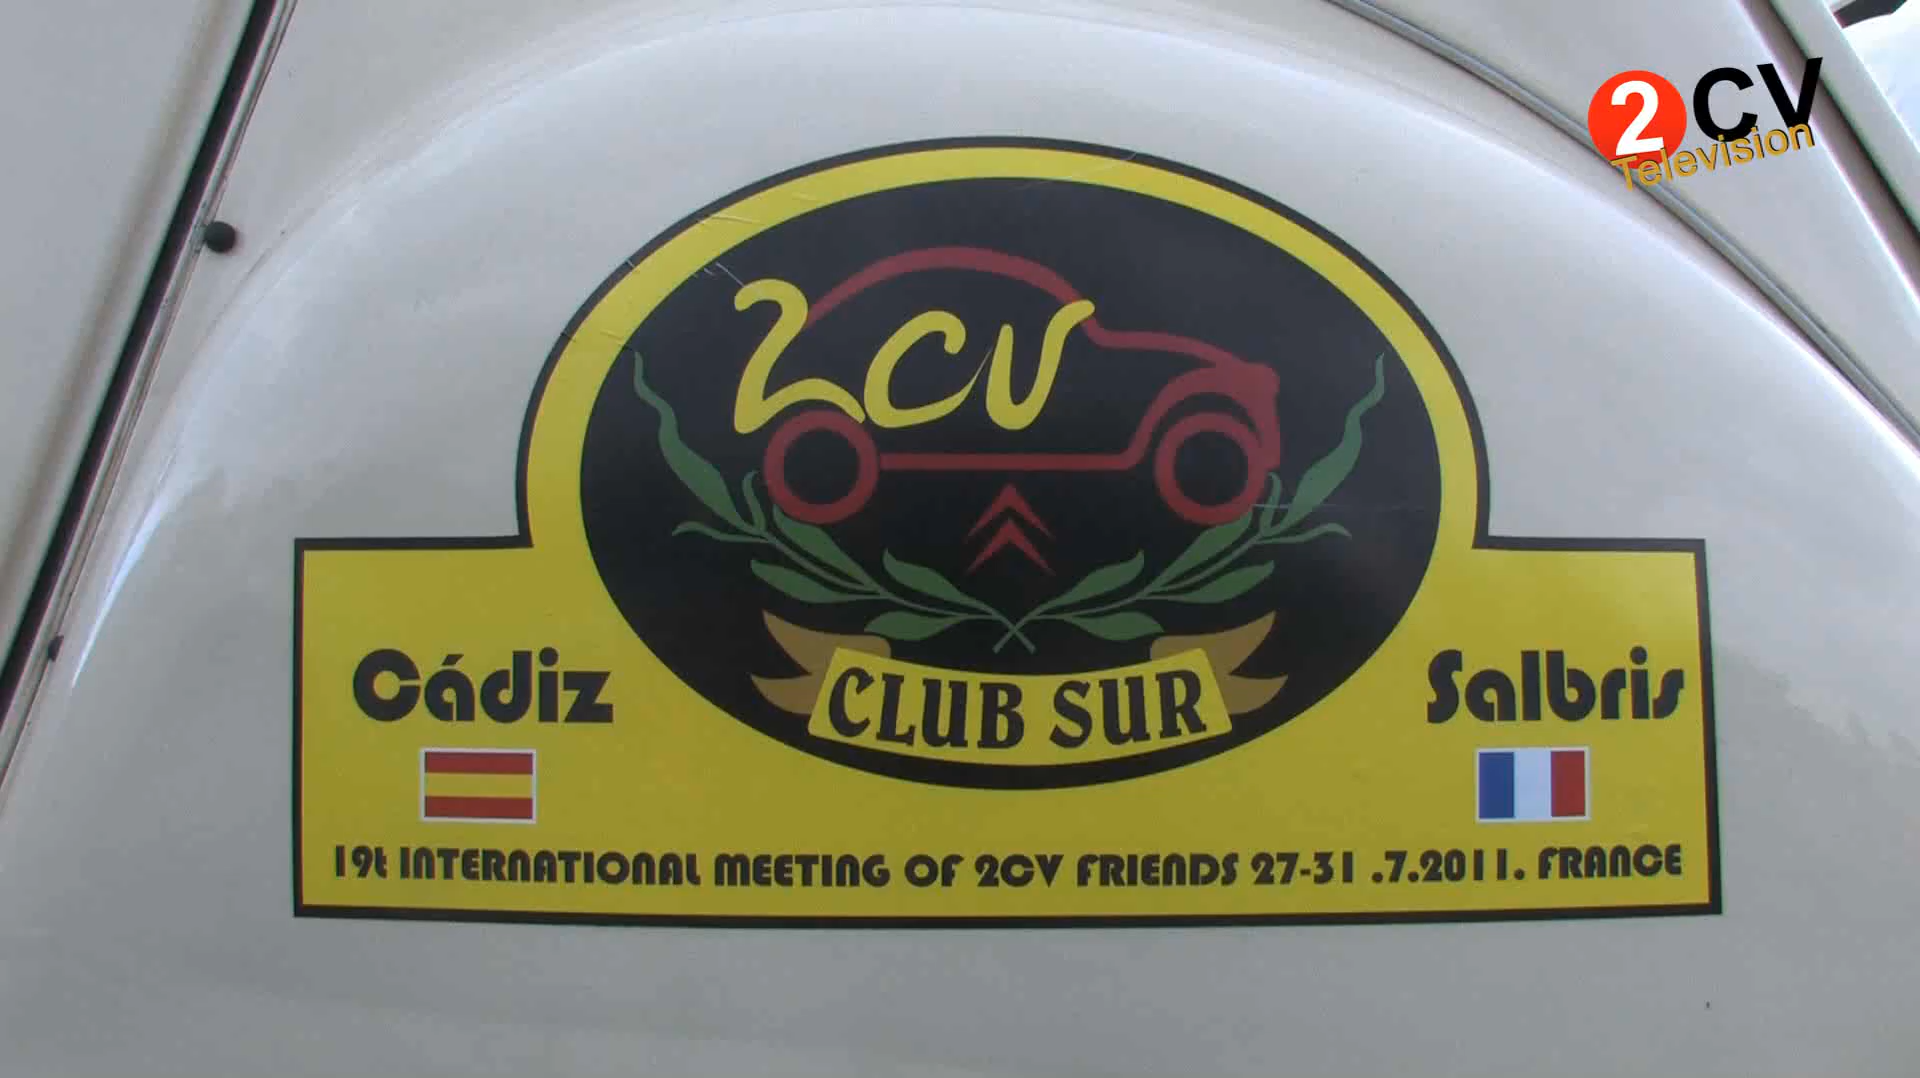 2CV
Television
2CV
CLUB SUR
Cádiz
Salbris
19t INTERNATIONAL MEETING OF 2CV FRIENDS 27-31 .7.2011. FRANCE